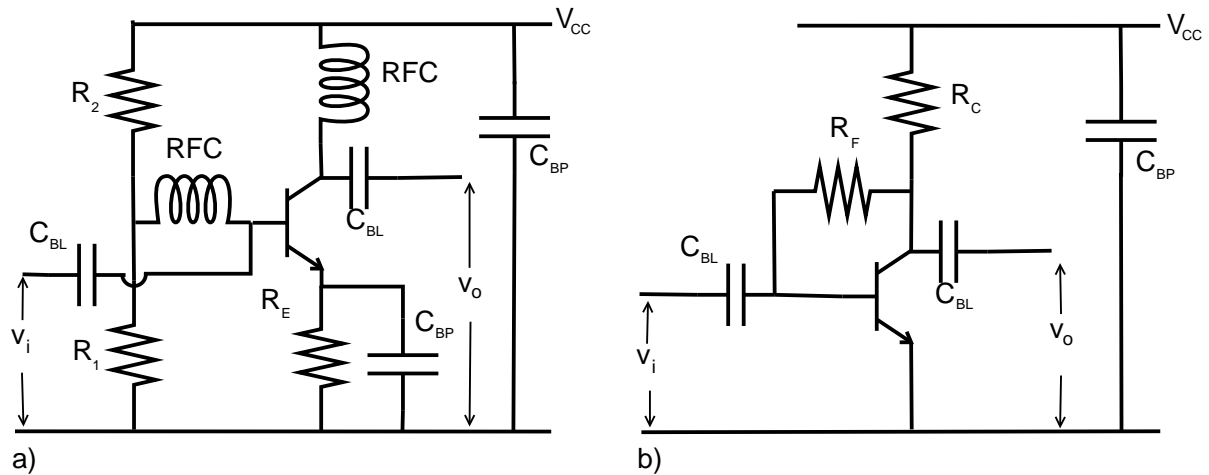 V_CC
R_2
RFC
RFC
C_BP
C_BL
C_BL
R_E
C_BP
v_o
v_i
R_1
a)
V_CC
R_C
R_F
C_BP
C_BL
C_BL
v_o
v_i
b)